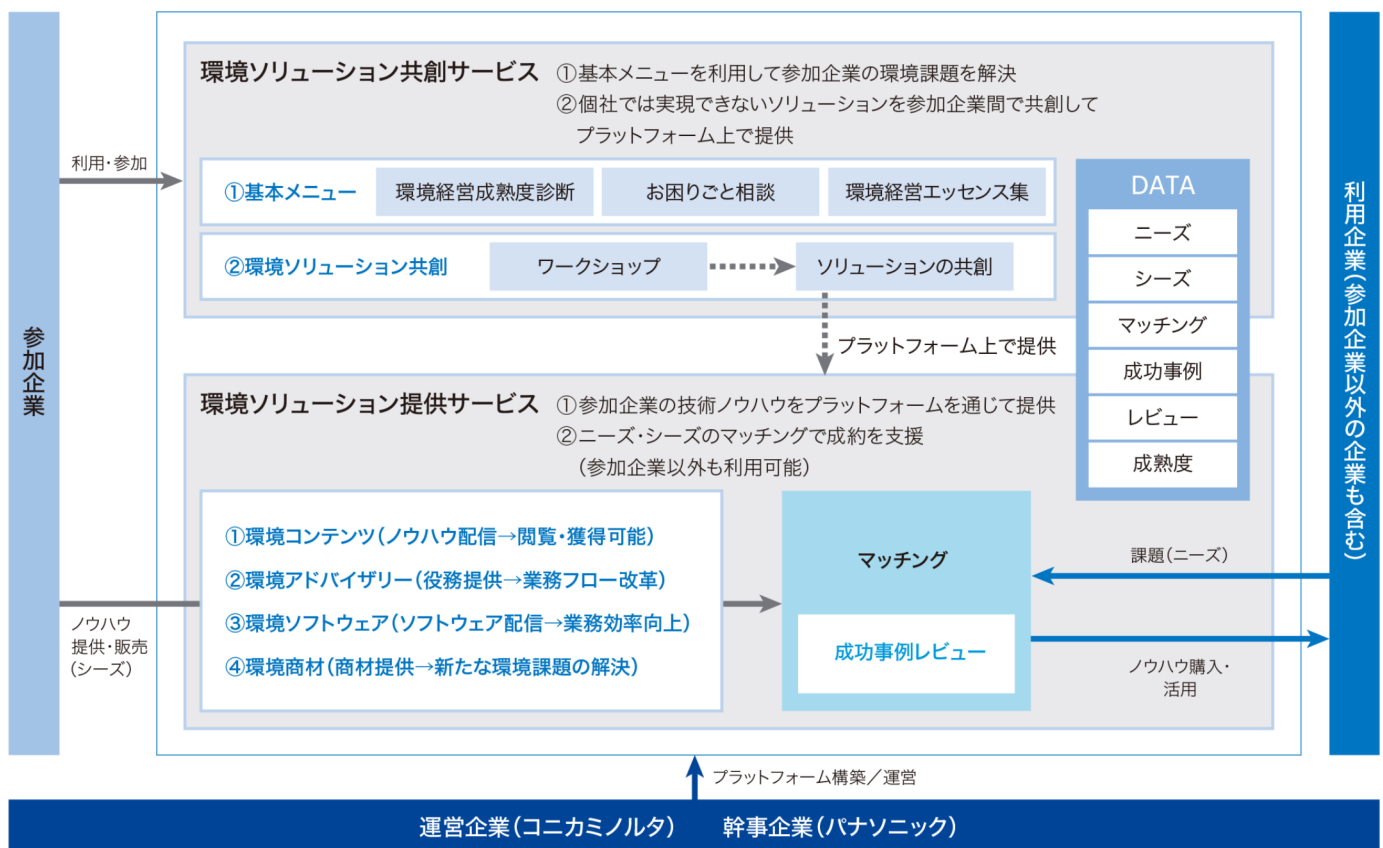 参加企業
利用・参加
環境ソリューション共創サービス ①基本メニューを利用して参加企業の環境課題を解決
②個社では実現できないソリューションを参加企業間で共創して
プラットフォーム上で提供
①基本メニュー 環境経営成熟度診断 お困りごと相談 環境経営エッセンス集
②環境ソリューション共創 ワークショップ ソリューションの共創
プラットフォーム上で提供
DATA
ニーズ
シーズ
マッチング
成功事例
レビュー
成熟度
環境ソリューション提供サービス ①参加企業の技術ノウハウをプラットフォームを通じて提供
②ニーズ・シーズのマッチングで成約を支援
(参加企業以外も利用可能)
ノウハウ
提供・販売
(シーズ)
①環境コンテンツ(ノウハウ配信→閲覧・獲得可能)
②環境アドバイザリー(役務提供→業務フロー改革)
③環境ソフトウェア(ソフトウェア配信→業務効率向上)
④環境商材(商材提供→新たな環境課題の解決)
マッチング
成功事例レビュー
課題(ニーズ)
ノウハウ購入・
活用
利用企業(参加企業以外の企業も含む)
プラットフォーム構築/運営
運営企業(コニカミノルタ) 幹事企業(パナソニック)